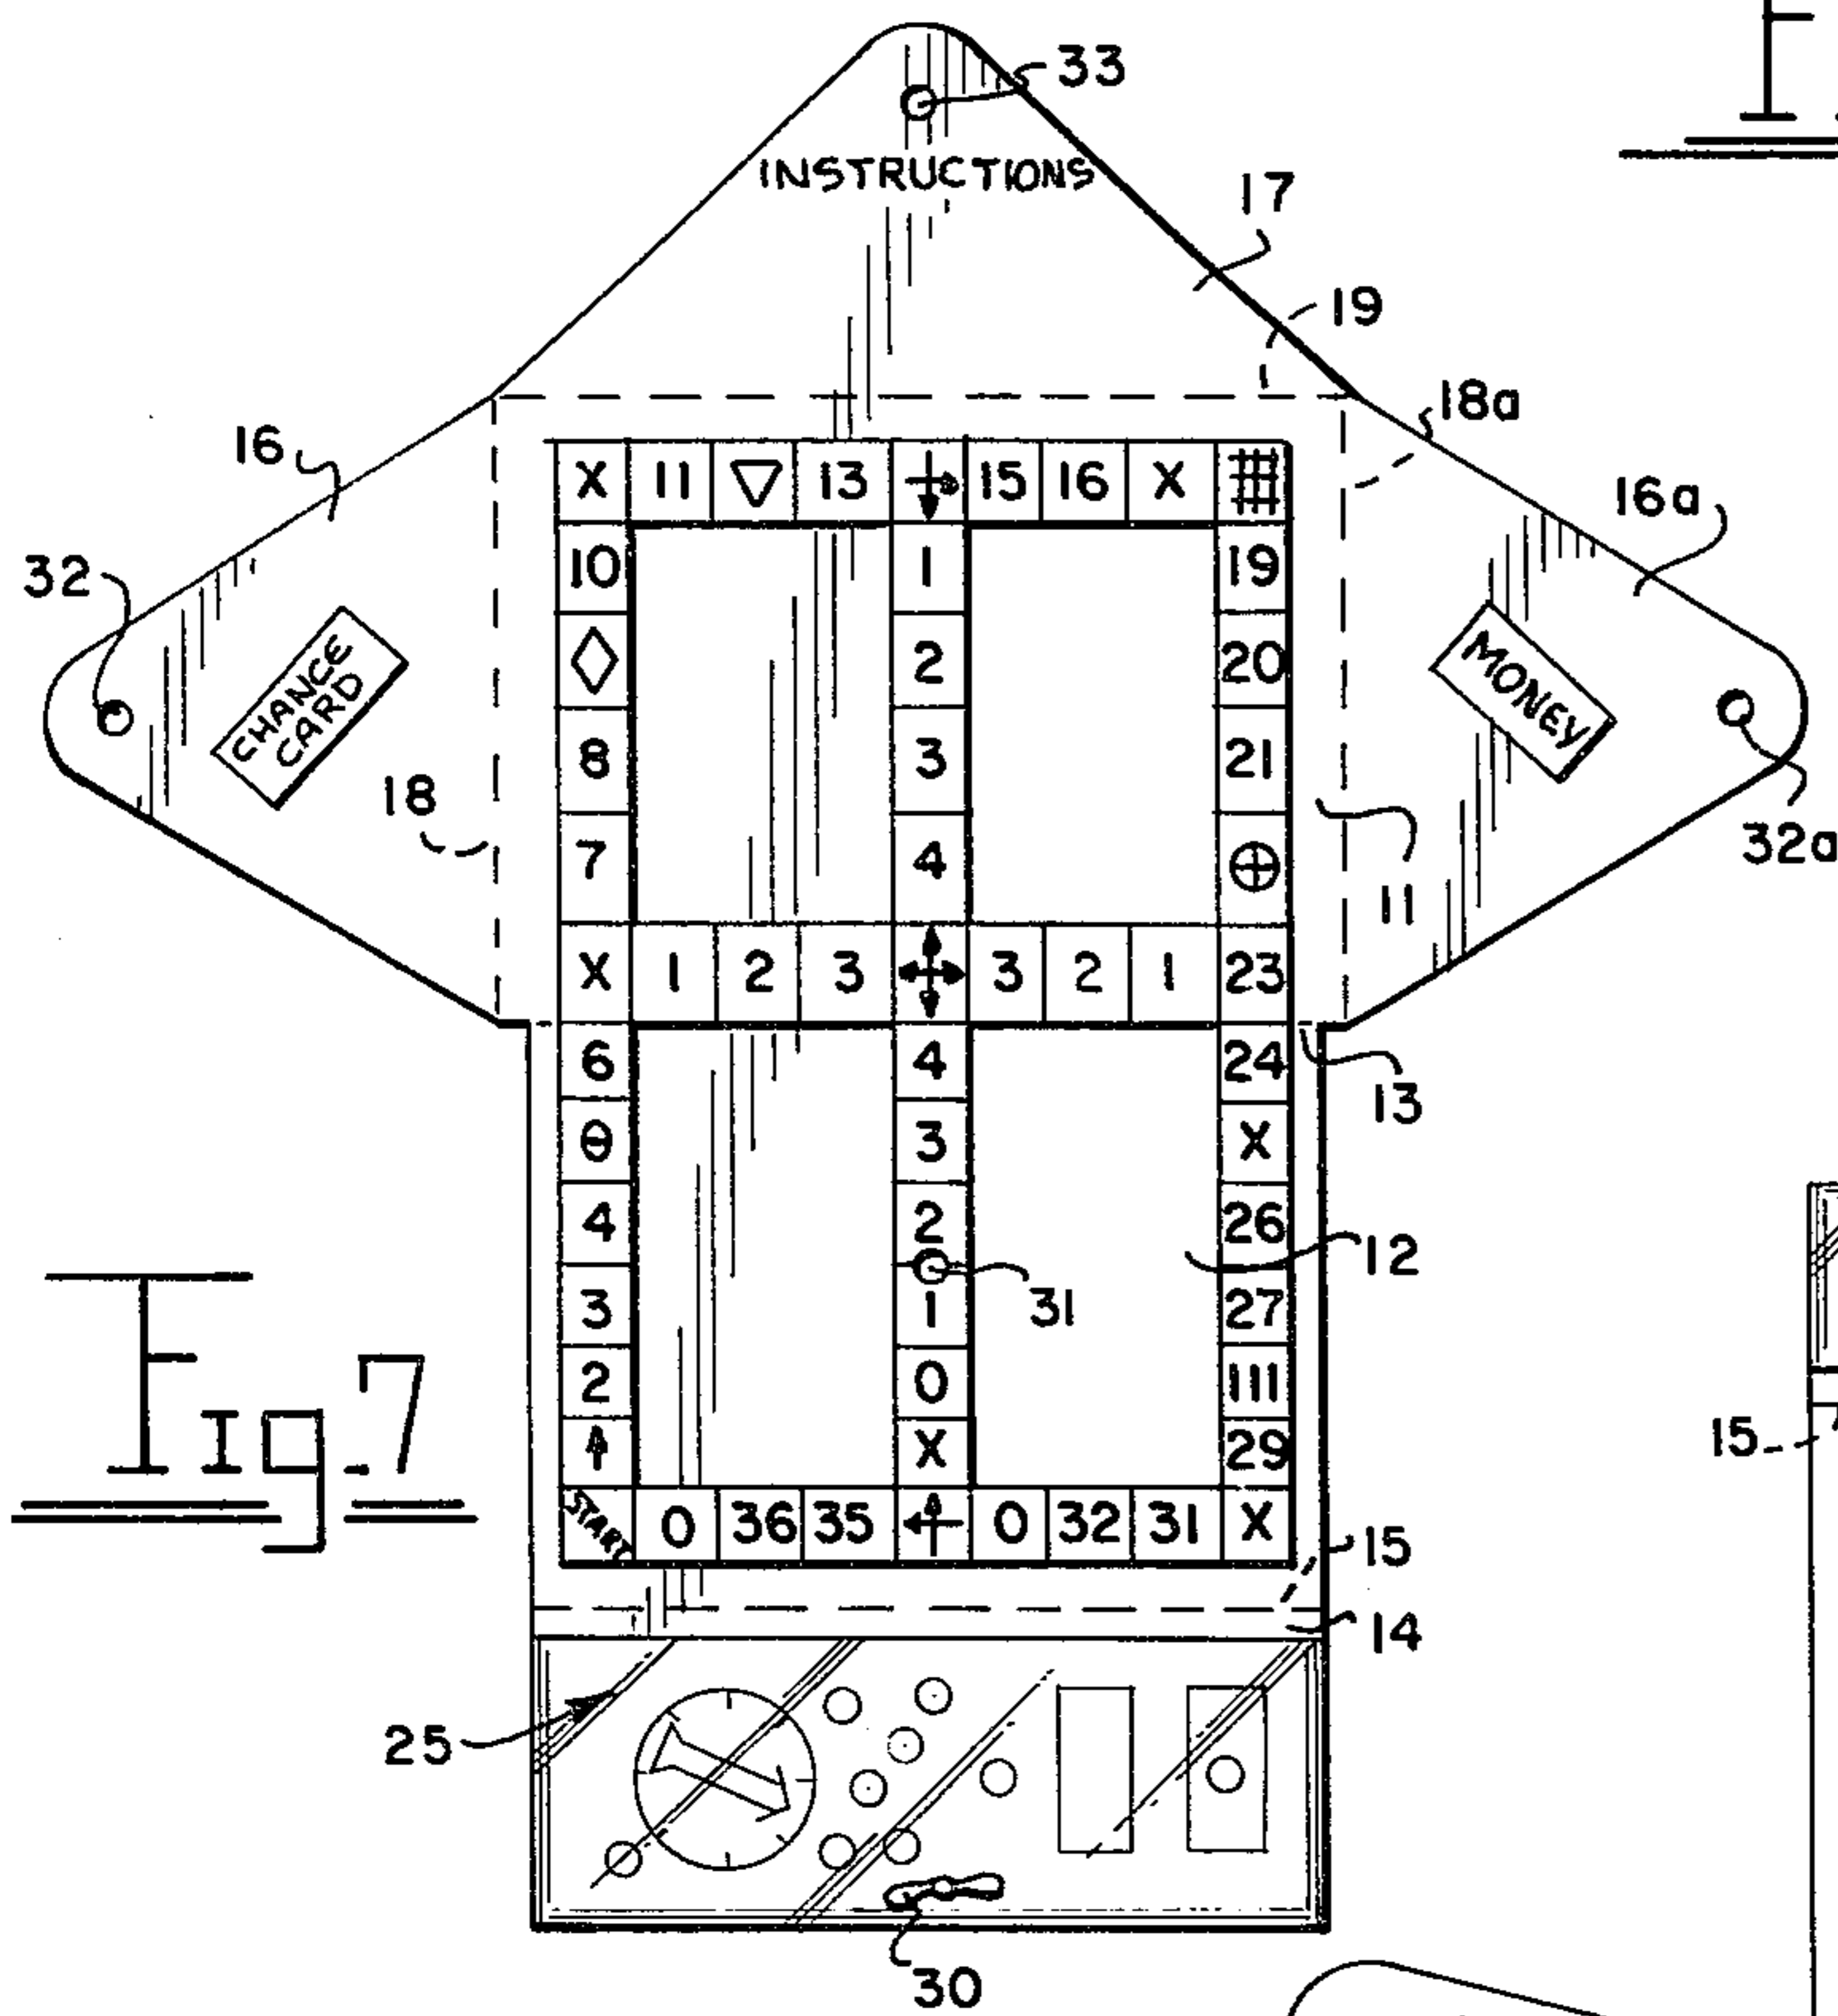 33
INSTRUCTIONS
17
19
18a
16
16a
X 11 ▽ 13 15 16 X
32
10 1 19
◇ 2 20
CHANCE
CARD
MONEY
8 3 21
18
11
32a
7 4 ⊕
X 1 2 3 3 2 1 23
6 4 24
13
θ 3 X
4 2 26
12
31
3 1 27
2 0 111
↑ X 29
Fig.7
15
START 0 36 35 0 32 31 X
15
14
25
30